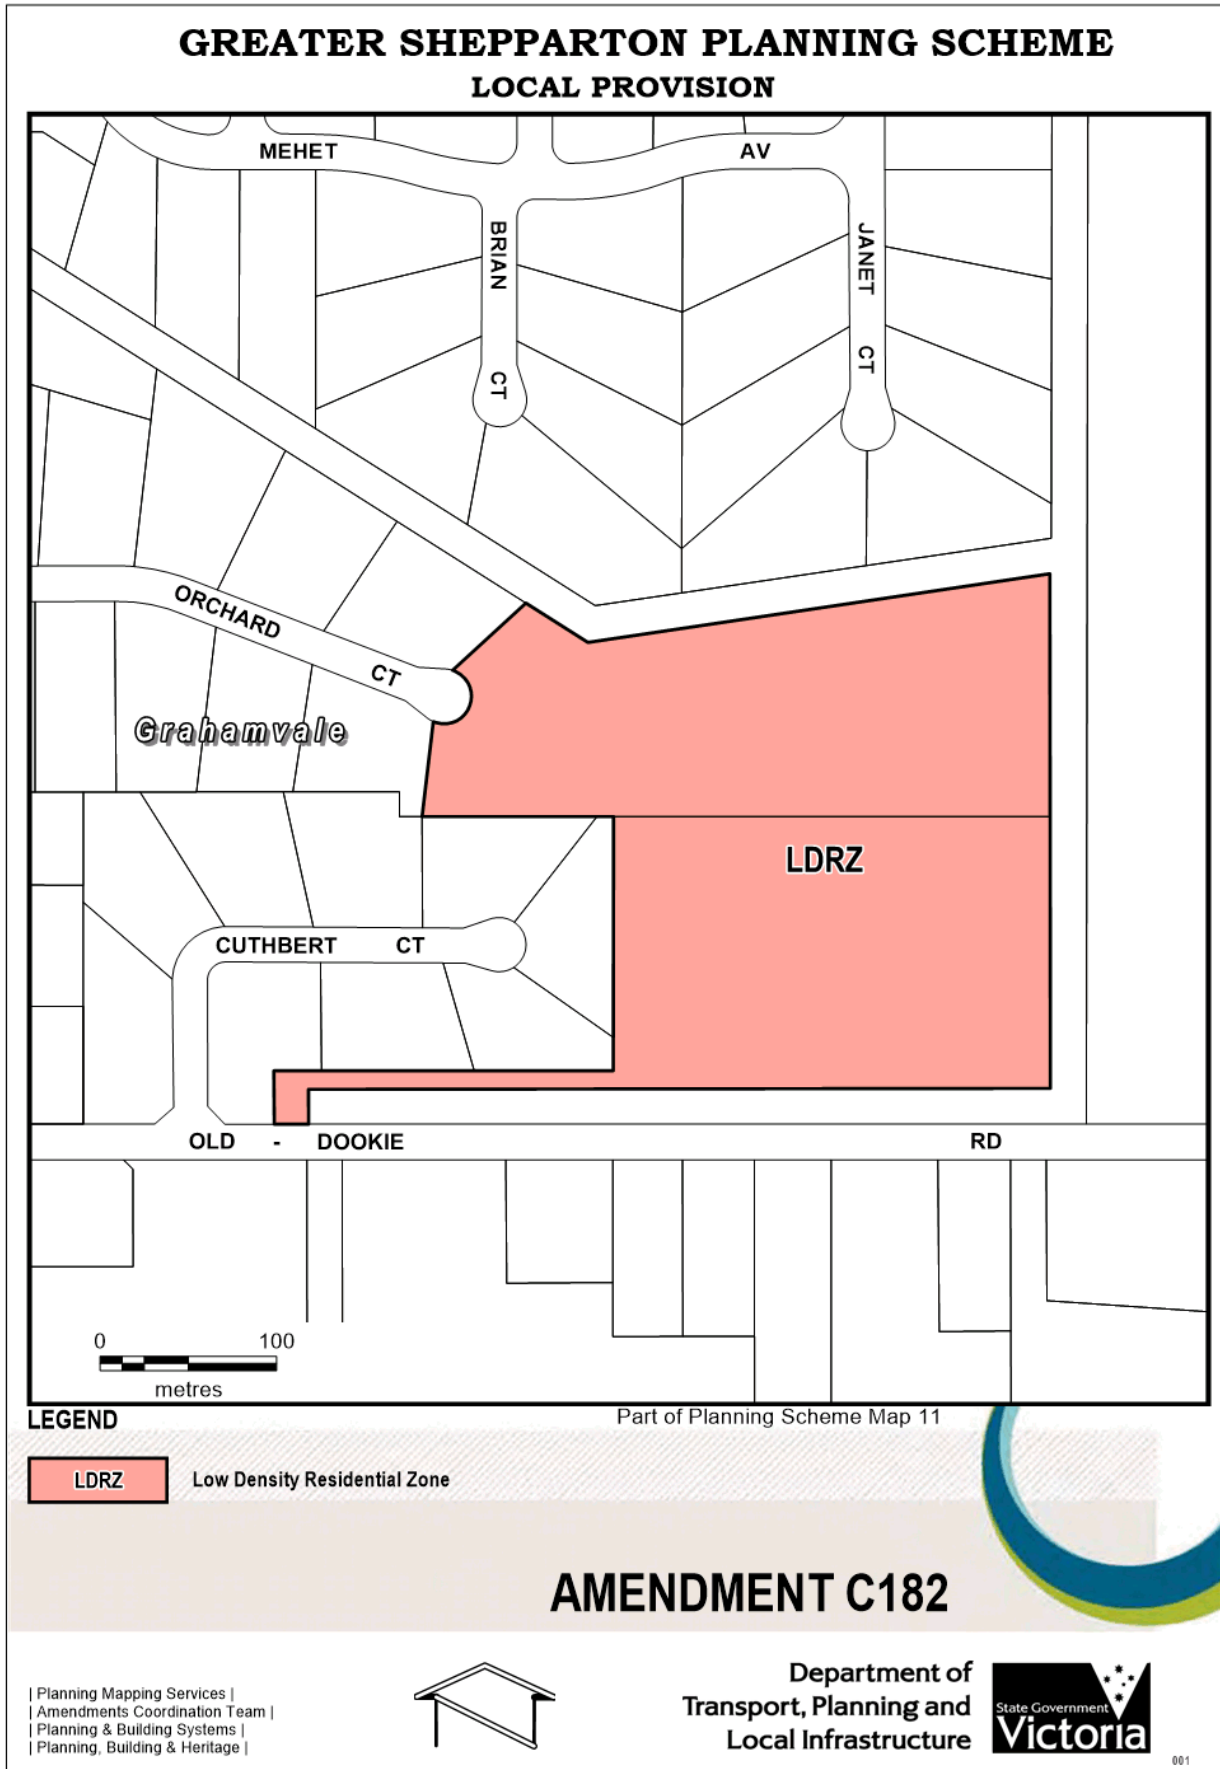 GREATER SHEPPARTON PLANNING SCHEME
LOCAL PROVISION
MEHET AV
BRIAN CT
JANET CT
ORCHARD CT
Grahamvale
LDRZ
CUTHBERT CT
OLD - DOOKIE RD
0 100
metres
LEGEND
Part of Planning Scheme Map 11
LDRZ Low Density Residential Zone
AMENDMENT C182
| Planning Mapping Services |
| Amendments Coordination Team |
| Planning & Building Systems |
| Planning, Building & Heritage |
Department of
Transport, Planning and
Local Infrastructure
State Government
Victoria
001